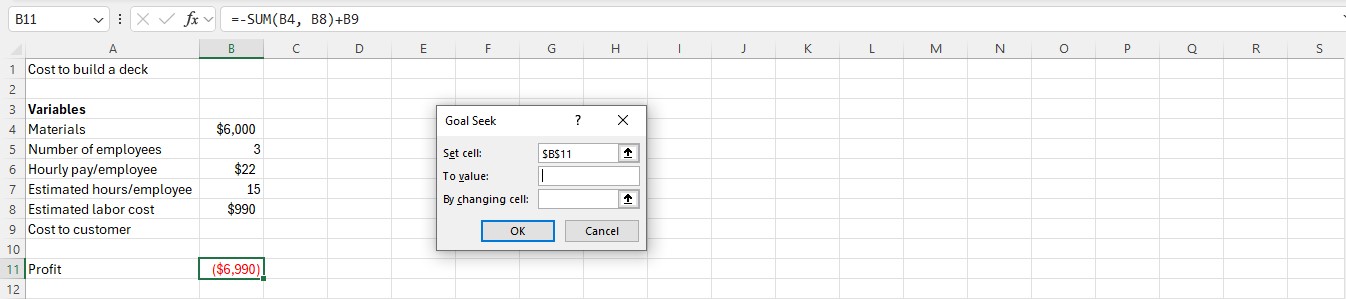 B11 fx =-SUM(B4, B8)+B9
A B C D E F G H I J K L M N O P Q R S
1 Cost to build a deck
2
3 Variables
4 Materials $6,000
5 Number of employees 3
6 Hourly pay/employee $22
7 Estimated hours/employee 15
8 Estimated labor cost $990
9 Cost to customer
10
11 Profit ($6,990)
12
Goal Seek ? X
Set cell: $B$11
To value:
By changing cell:
OK Cancel